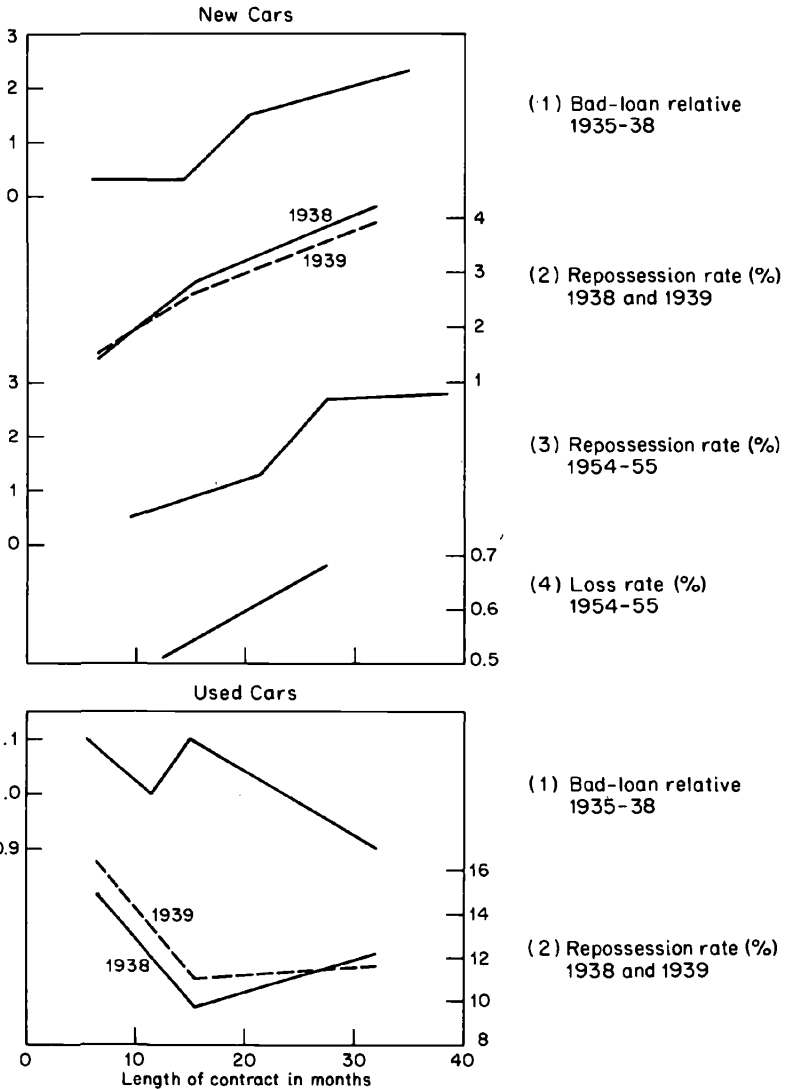 New Cars
3
2
1
0
(1) Bad-loan relative
1935-38
1938
1939
4
3
2
1
(2) Repossession rate (%)
1938 and 1939
3
2
1
0
(3) Repossession rate (%)
1954-55
0.7
0.6
0.5
(4) Loss rate (%)
1954-55
Used Cars
.1
.0
0.9
(1) Bad-loan relative
1935-38
1939
1938
16
14
12
10
8
(2) Repossession rate (%)
1938 and 1939
0 10 20 30 40
Length of contract in months